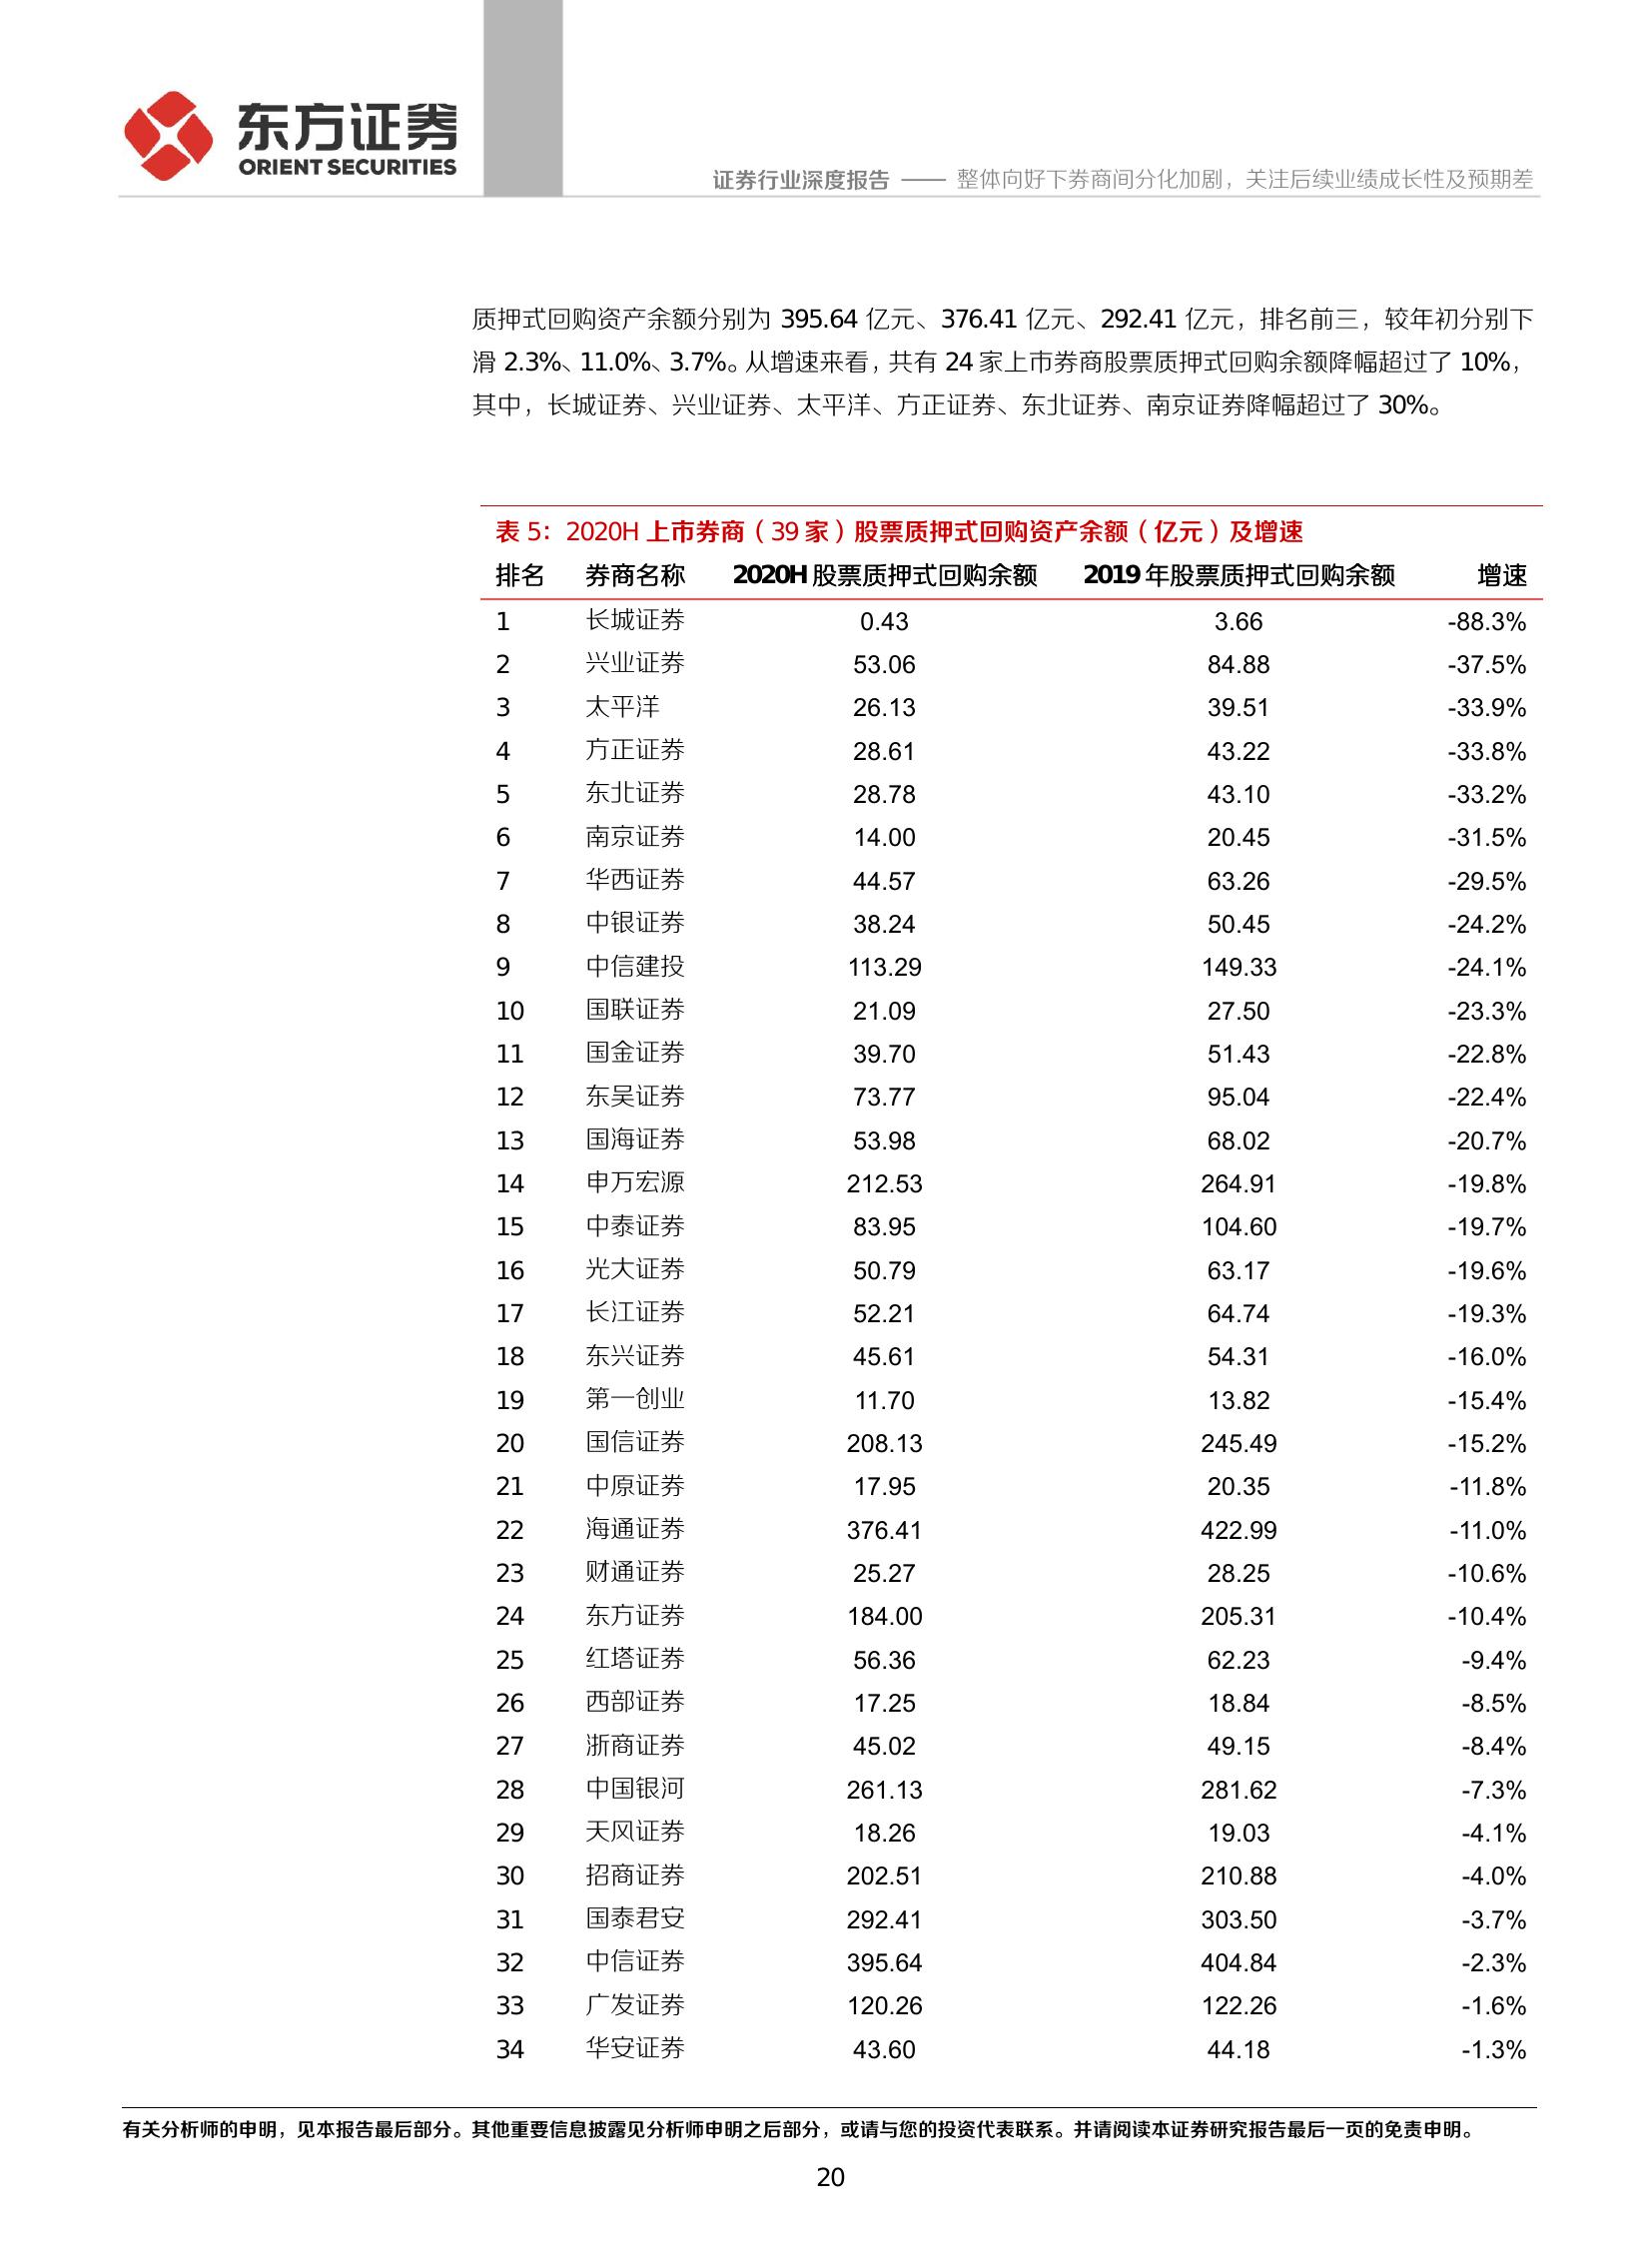 东方证券
ORIENT SECURITIES
证券行业深度报告 —— 整体向好下券商间分化加剧，关注后续业绩成长性及预期差
质押式回购资产余额分别为 395.64 亿元、376.41 亿元、292.41 亿元，排名前三，较年初分别下
滑 2.3%、11.0%、3.7%。从增速来看，共有 24 家上市券商股票质押式回购余额降幅超过了 10%，
其中，长城证券、兴业证券、太平洋、方正证券、东北证券、南京证券降幅超过了 30%。
表 5：2020H 上市券商（39 家）股票质押式回购资产余额（亿元）及增速
排名 券商名称 2020H 股票质押式回购余额 2019 年股票质押式回购余额 增速
1 长城证券 0.43 3.66 -88.3%
2 兴业证券 53.06 84.88 -37.5%
3 太平洋 26.13 39.51 -33.9%
4 方正证券 28.61 43.22 -33.8%
5 东北证券 28.78 43.10 -33.2%
6 南京证券 14.00 20.45 -31.5%
7 华西证券 44.57 63.26 -29.5%
8 中银证券 38.24 50.45 -24.2%
9 中信建投 113.29 149.33 -24.1%
10 国联证券 21.09 27.50 -23.3%
11 国金证券 39.70 51.43 -22.8%
12 东吴证券 73.77 95.04 -22.4%
13 国海证券 53.98 68.02 -20.7%
14 申万宏源 212.53 264.91 -19.8%
15 中泰证券 83.95 104.60 -19.7%
16 光大证券 50.79 63.17 -19.6%
17 长江证券 52.21 64.74 -19.3%
18 东兴证券 45.61 54.31 -16.0%
19 第一创业 11.70 13.82 -15.4%
20 国信证券 208.13 245.49 -15.2%
21 中原证券 17.95 20.35 -11.8%
22 海通证券 376.41 422.99 -11.0%
23 财通证券 25.27 28.25 -10.6%
24 东方证券 184.00 205.31 -10.4%
25 红塔证券 56.36 62.23 -9.4%
26 西部证券 17.25 18.84 -8.5%
27 浙商证券 45.02 49.15 -8.4%
28 中国银河 261.13 281.62 -7.3%
29 天风证券 18.26 19.03 -4.1%
30 招商证券 202.51 210.88 -4.0%
31 国泰君安 292.41 303.50 -3.7%
32 中信证券 395.64 404.84 -2.3%
33 广发证券 120.26 122.26 -1.6%
34 华安证券 43.60 44.18 -1.3%
有关分析师的申明，见本报告最后部分。其他重要信息披露见分析师申明之后部分，或请与您的投资代表联系。并请阅读本证券研究报告最后一页的免责申明。
20